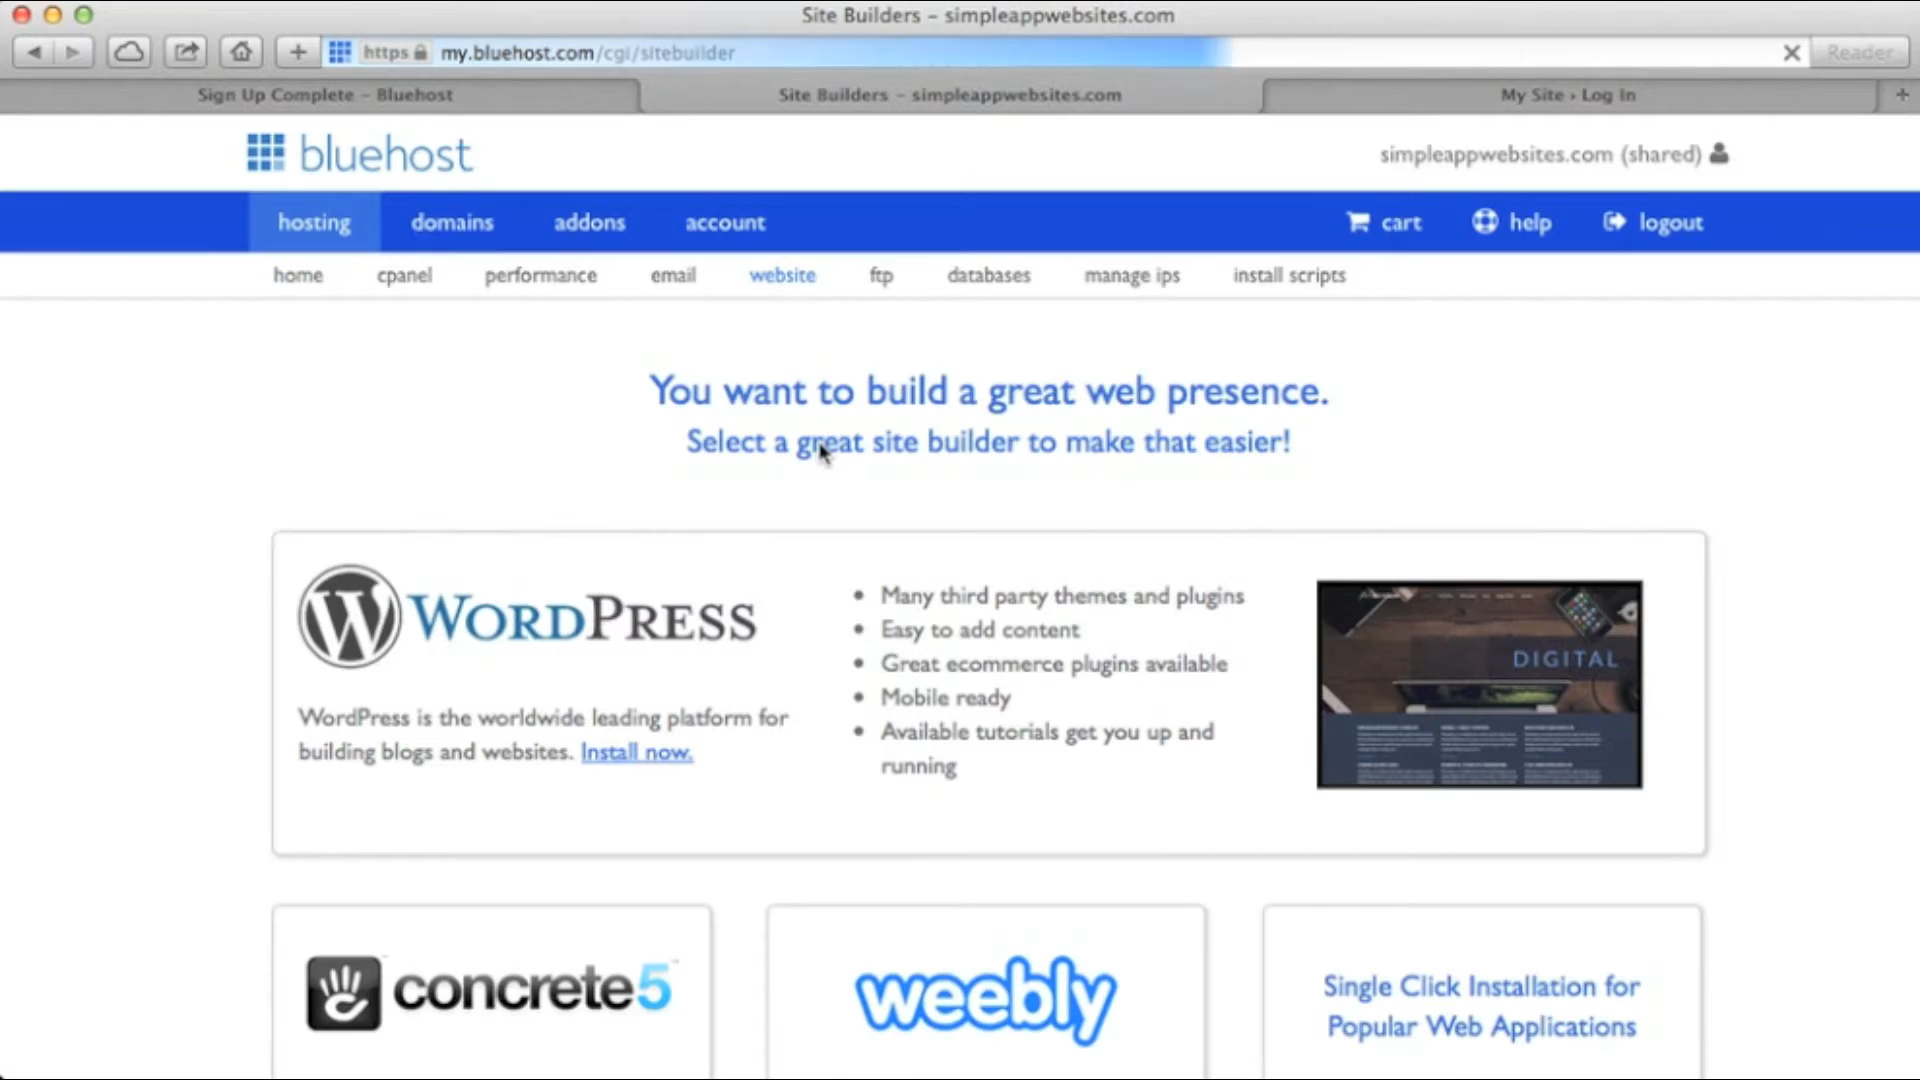 Site Builders – simpleappwebsites.com
https my.bluehost.com/cgi/sitebuilder Reader
Sign Up Complete – Bluehost
Site Builders – simpleappwebsites.com
My Site › Log In
bluehost
simpleappwebsites.com (shared)
hosting domains addons account cart help logout
home cpanel performance email website ftp databases manage ips install scripts
You want to build a great web presence.
Select a great site builder to make that easier!
WORDPRESS
WordPress is the worldwide leading platform for
building blogs and websites. Install now.
• Many third party themes and plugins
• Easy to add content
• Great ecommerce plugins available
• Mobile ready
• Available tutorials get you up and
running
DIGITAL
concrete5
weebly
Single Click Installation for
Popular Web Applications